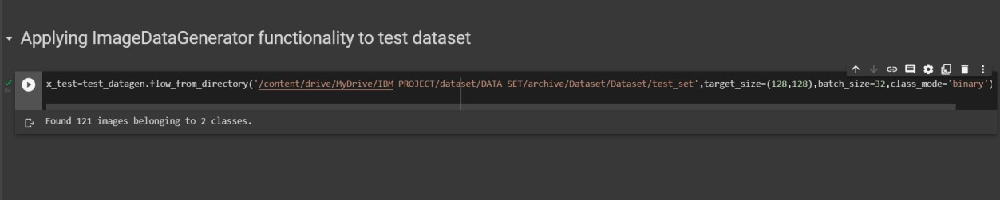 Applying ImageDataGenerator functionality to test dataset
x_test=test_datagen.flow_from_directory('/content/drive/MyDrive/IBM PROJECT/dataset/DATA SET/archive/Dataset/Dataset/test_set',target_size=(128,128),batch_size=32,class_mode='binary')
0s
Found 121 images belonging to 2 classes.